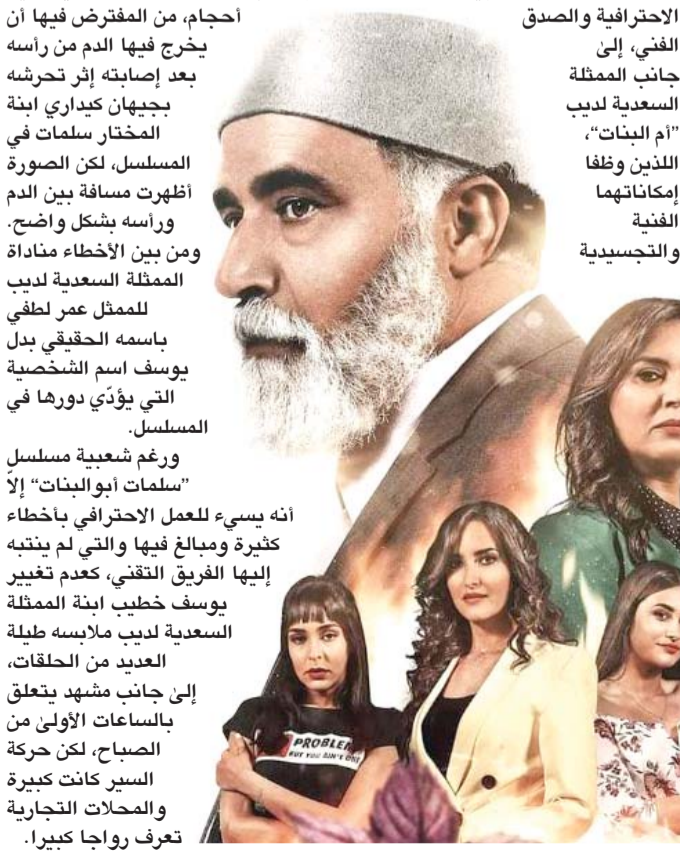 الاحترافية والصدق
الفني، إلىٰ
جانب الممثلة
السعدية لديب
”أم البنات“،
اللذين وظفا
إمكاناتهما
الفنية
والتجسيدية
أحجام، من المفترض فيها أن
يخرج فيها الدم من رأسه
بعد إصابته إثر تحرشه
بجيهان كيداري ابنة
المختار سلمات في
المسلسل، لكن الصورة
أظهرت مسافة بين الدم
ورأسه بشكل واضح.
ومن بين الأخطاء مناداة
الممثلة السعدية لديب
للممثل عمر لطفي
باسمه الحقيقي بدل
يوسف اسم الشخصية
التي يؤدّي دورها في
المسلسل.
ورغم شعبية مسلسل
”سلمات أبوالبنات“ إلاّ
أنه يسيء للعمل الاحترافي بأخطاء
كثيرة ومبالغ فيها والتي لم ينتبه
إليها الفريق التقني، كعدم تغيير
يوسف خطيب ابنة الممثلة
السعدية لديب ملابسه طيلة
العديد من الحلقات،
إلىٰ جانب مشهد يتعلق
بالساعات الأولىٰ من
الصباح، لكن حركة
السير كانت كبيرة
والمحلات التجارية
تعرف رواجا كبيرا.
PROBLEM
BUT YOU AIN'T ONE